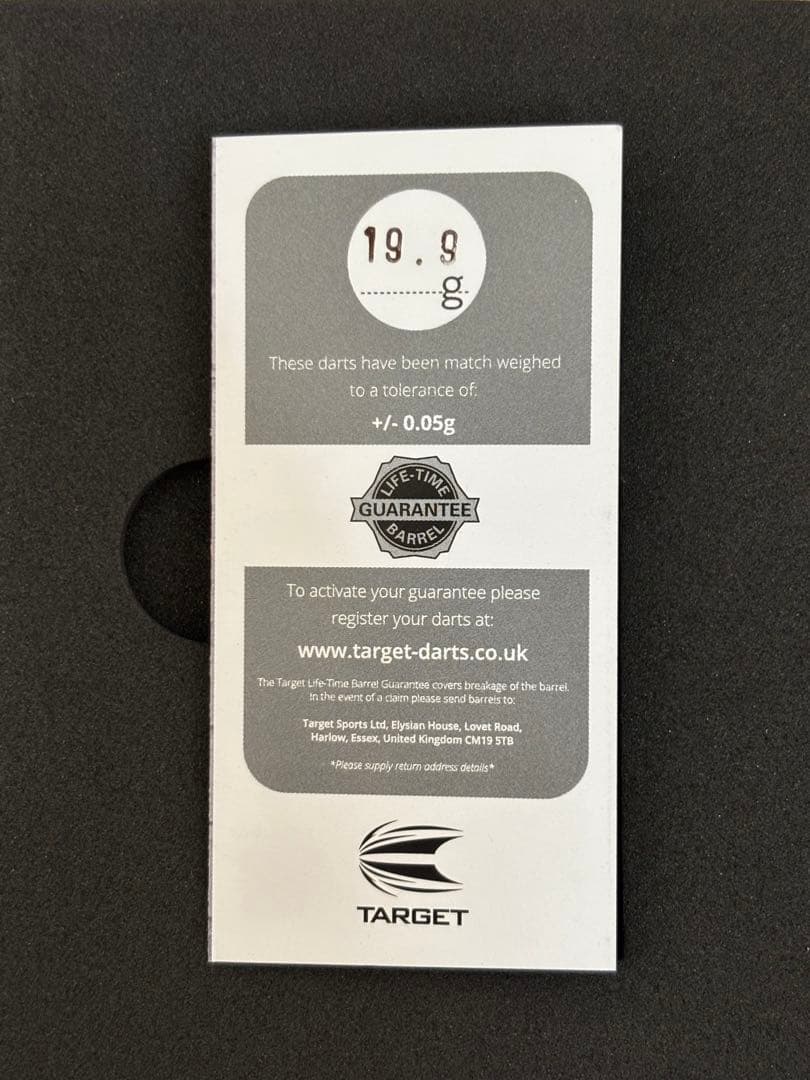 19.9
g
These darts have been match weighed
to a tolerance of:
+/- 0.05g
LIFE-TIME
GUARANTEE
BARREL
To activate your guarantee please
register your darts at:
www.target-darts.co.uk
The Target Life-Time Barrel Guarantee covers breakage of the barrel.
In the event of a claim please send barrels to:
Target Sports Ltd, Elysian House, Lovet Road,
Harlow, Essex, United Kingdom CM19 5TB
*Please supply return address details*
TARGET